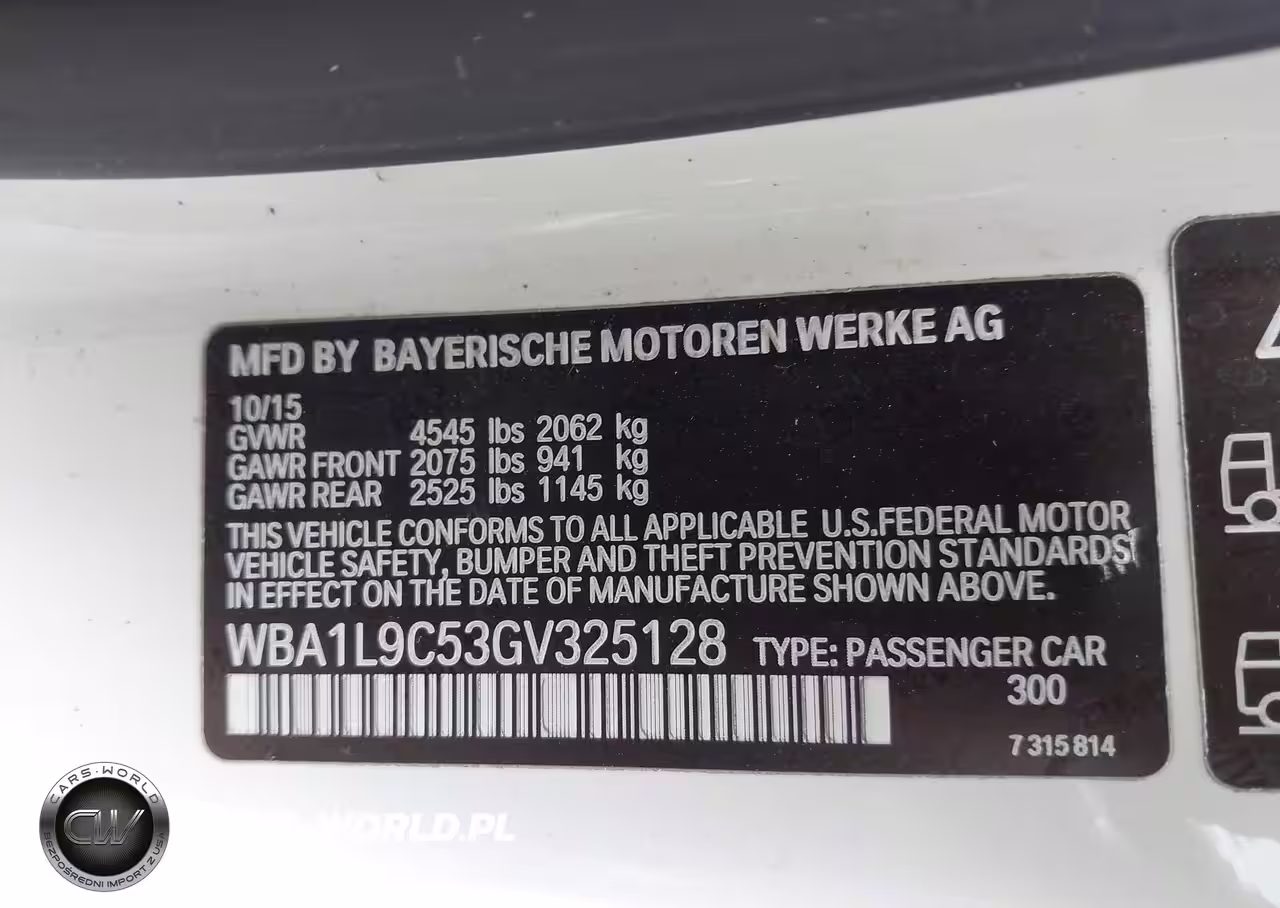 MFD BY BAYERISCHE MOTOREN WERKE AG
10/15
GVWR 4545 lbs 2062 kg
GAWR FRONT 2075 lbs 941 kg
GAWR REAR 2525 lbs 1145 kg
THIS VEHICLE CONFORMS TO ALL APPLICABLE U.S.FEDERAL MOTOR
VEHICLE SAFETY, BUMPER AND THEFT PREVENTION STANDARDS
IN EFFECT ON THE DATE OF MANUFACTURE SHOWN ABOVE.
WBA1L9C53GV325128 TYPE: PASSENGER CAR
300
7 315 814
CARS·WORLD
CW
BEZPOŚREDNI IMPORT Z USA
WORLD.PL